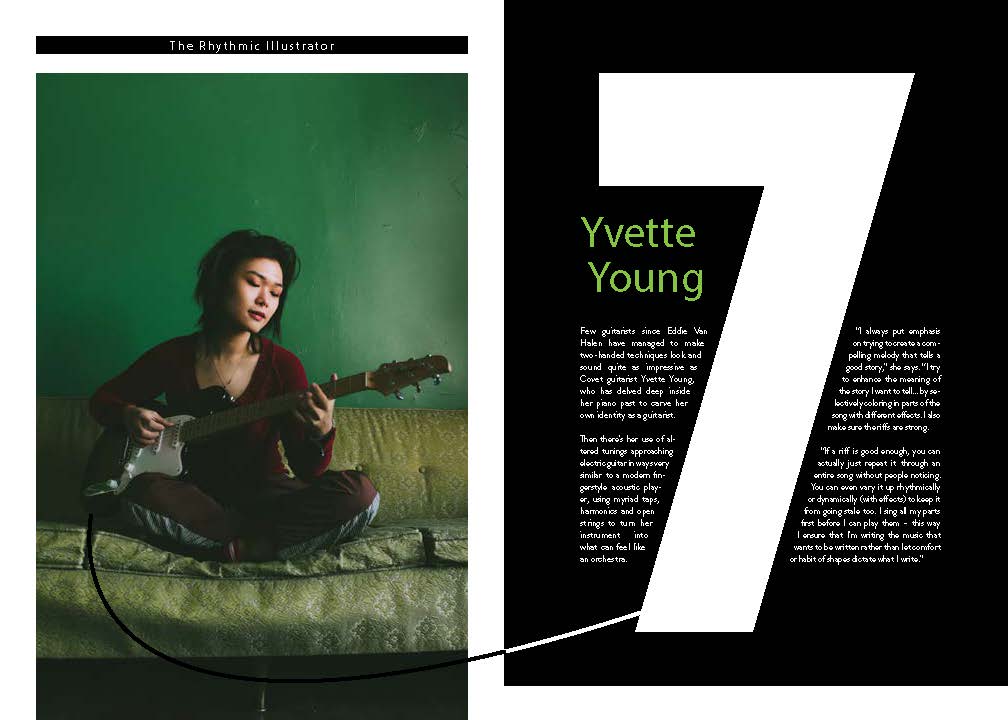 The Rhythmic Illustrator
7
Yvette
Young
Few guitarists since Eddie Van
Halen have managed to make
two-handed techniques look and
sound quite as impressive as
Covet guitarist Yvette Young,
who has delved deep inside
her piano past to carve her
own identity as a guitarist.
Then there's her use of al-
tered tunings approaching
electric guitar in ways very
similar to a modern fin-
gerstyle acoustic play-
er, using myriad taps,
harmonics and open
strings to turn her
instrument into
what can feel like
an orchestra.
"I always put emphasis
on trying to create a com-
pelling melody that tells a
good story," she says. "I try
to enhance the meaning of
the story I want to tell... by se-
lectively coloring in parts of the
song with different effects. I also
make sure the riffs are strong.
"If a riff is good enough, you can
actually just repeat it through an
entire song without people noticing.
You can even vary it up rhythmically
or dynamically (with effects) to keep it
from going stale too. I sing all my parts
first before I can play them - this way
I ensure that I'm writing the music that
wants to be written rather than let comfort
or habit of shapes dictate what I write."